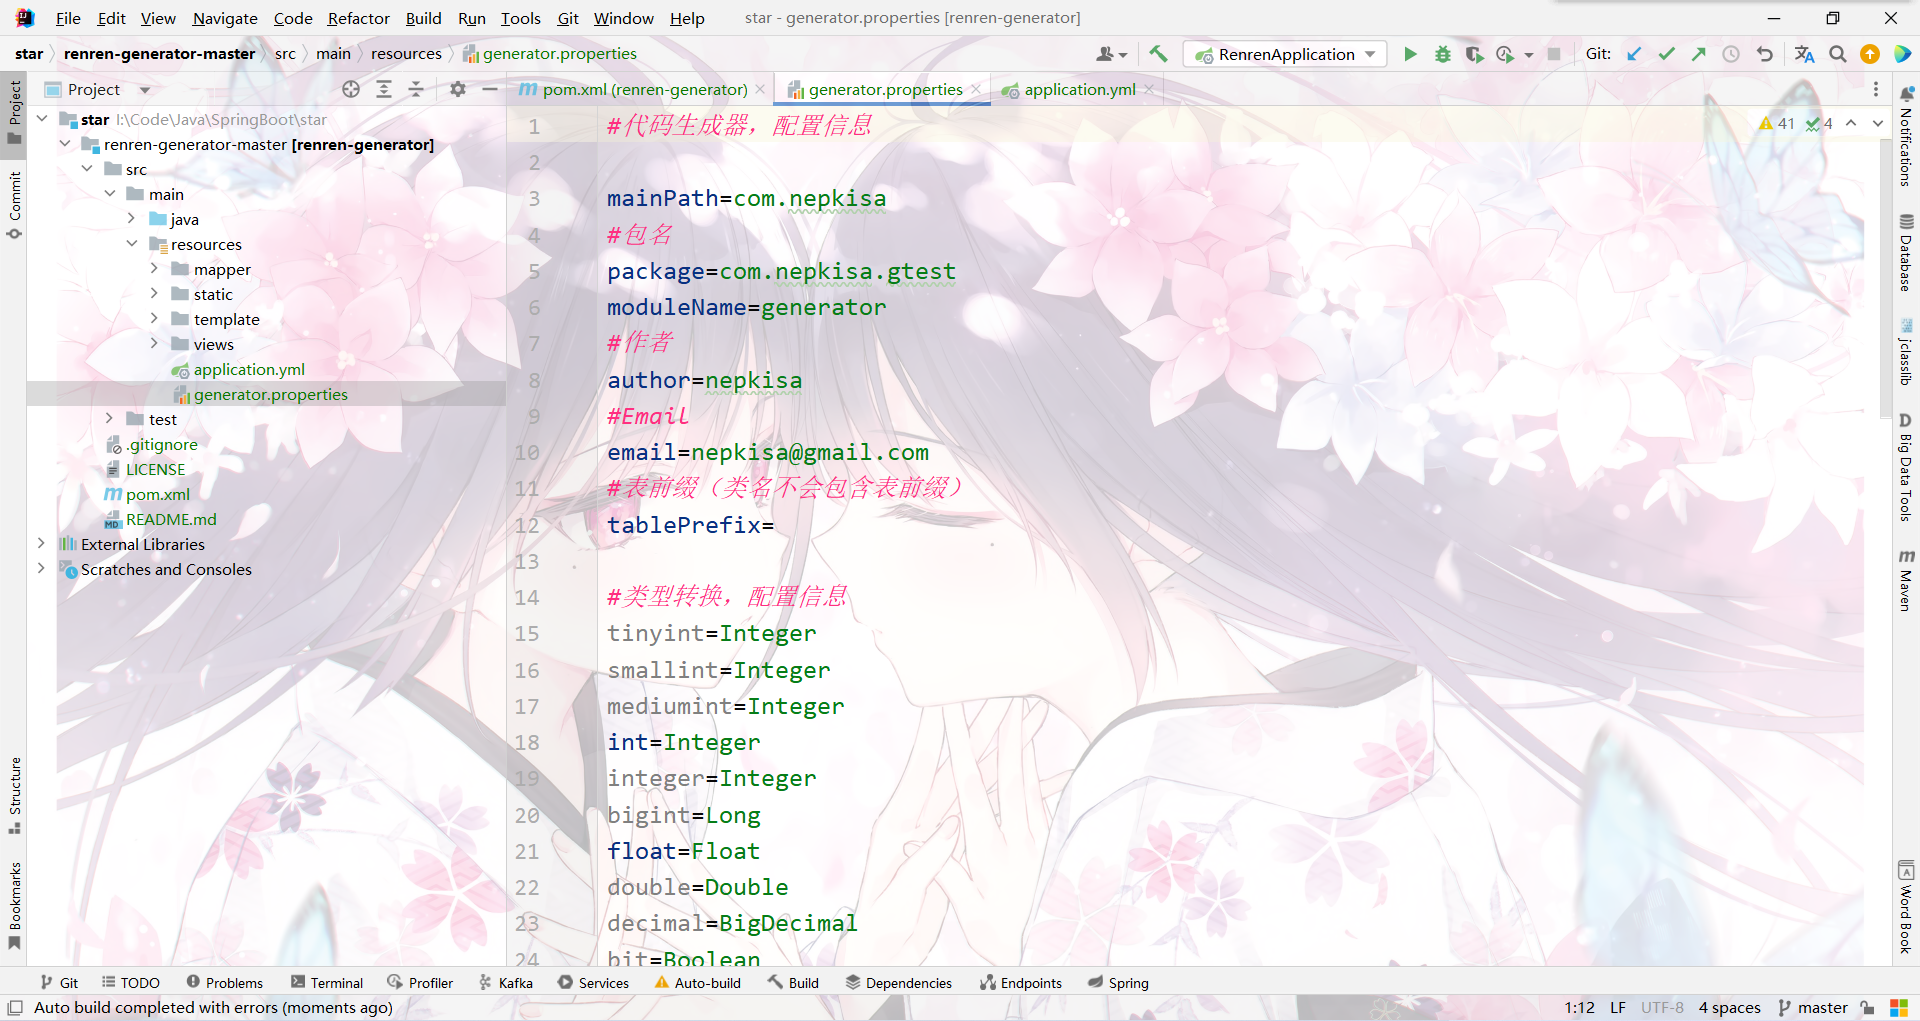 File Edit View Navigate Code Refactor Build Run Tools Git Window Help star - generator.properties [renren-generator]
star renren-generator-master src main resources generator.properties RenrenApplication Git:
Project pom.xml (renren-generator) generator.properties application.yml
star I:\Code\Java\SpringBoot\star
renren-generator-master [renren-generator]
src
main
java
resources
mapper
static
template
views
application.yml
generator.properties
test
.gitignore
LICENSE
pom.xml
README.md
External Libraries
Scratches and Consoles
Project
Commit
Structure
Bookmarks
1 #代码生成器，配置信息
2
3 mainPath=com.nepkisa
4 #包名
5 package=com.nepkisa.gtest
6 moduleName=generator
7 #作者
8 author=nepkisa
9 #Email
10 email=nepkisa@gmail.com
11 #表前缀（类名不会包含表前缀）
12 tablePrefix=
13
14 #类型转换，配置信息
15 tinyint=Integer
16 smallint=Integer
17 mediumint=Integer
18 int=Integer
19 integer=Integer
20 bigint=Long
21 float=Float
22 double=Double
23 decimal=BigDecimal
24 bit=Boolean
41 4
Notifications
Database
jclasslib
D Big Data Tools
m Maven
Word Book
Git TODO Problems Terminal Profiler Kafka Services Auto-build Build Dependencies Endpoints Spring
Auto build completed with errors (moments ago) 1:12 LF UTF-8 4 spaces master